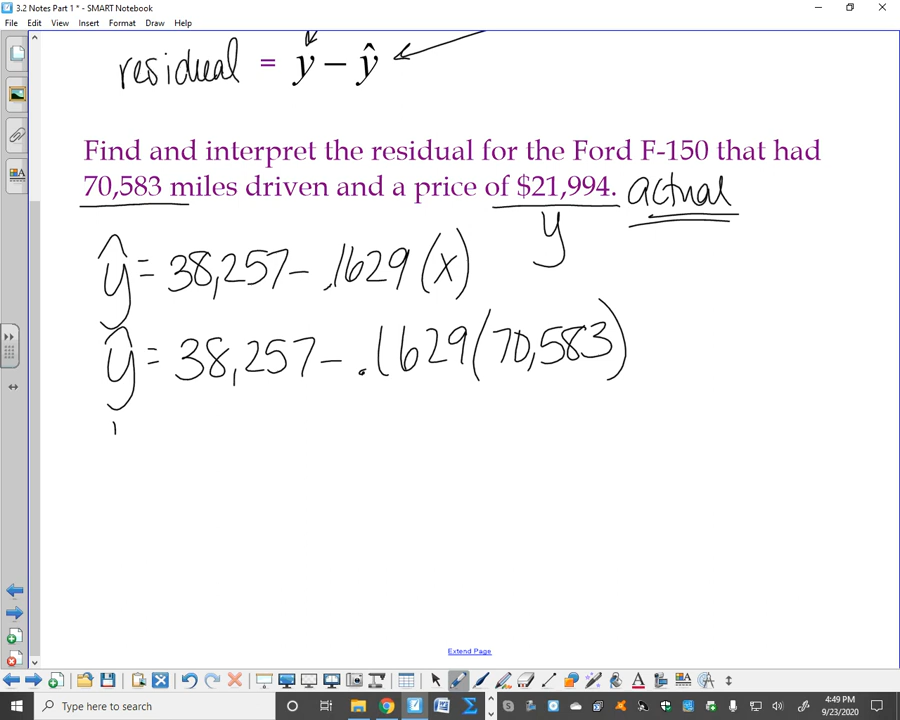 3.2 Notes Part 1 * - SMART Notebook
File Edit View Insert Format Draw Help
residual = y − ŷ
Find and interpret the residual for the Ford F-150 that had
70,583 miles driven and a price of $21,994. actual
y
ŷ = 38,257 - .1629 (x)
ŷ = 38,257 - .1629 (70,583)
Extend Page
Type here to search
4:49 PM
9/23/2020